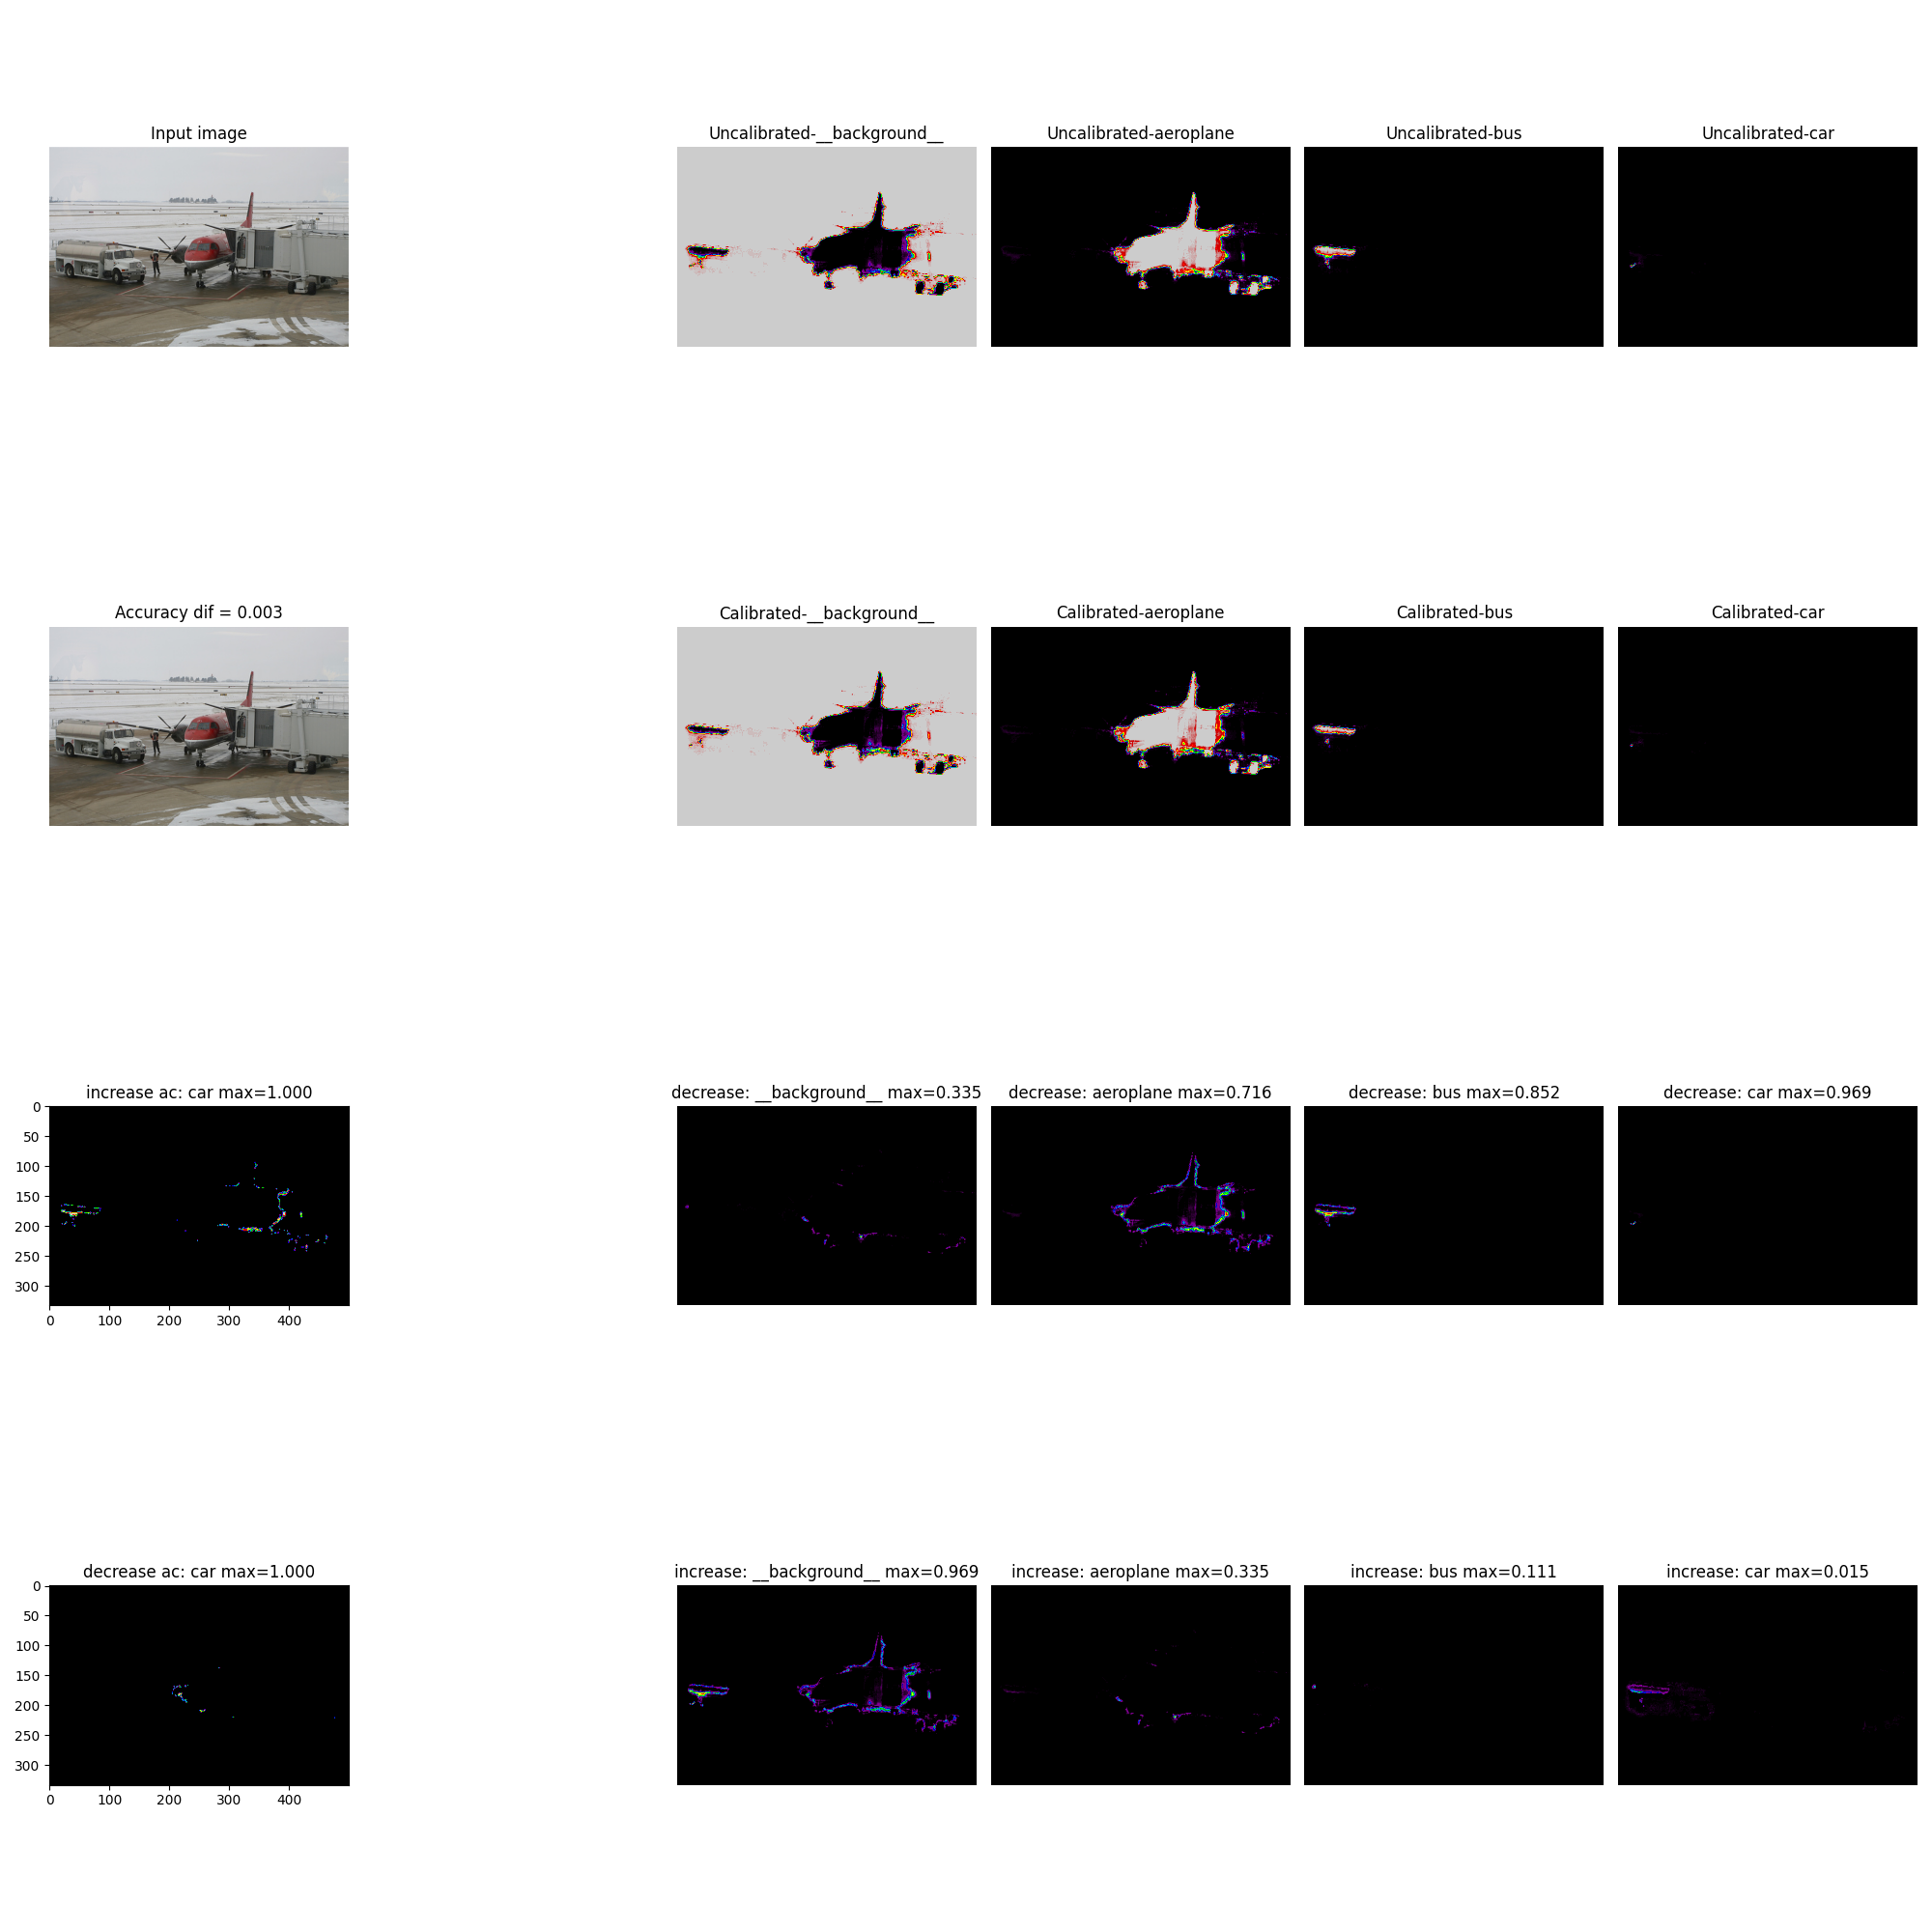 Input image
Uncalibrated-__background__
Uncalibrated-aeroplane
Uncalibrated-bus
Uncalibrated-car
Accuracy dif = 0.003
Calibrated-__background__
Calibrated-aeroplane
Calibrated-bus
Calibrated-car
increase ac: car max=1.000
decrease: __background__ max=0.335
decrease: aeroplane max=0.716
decrease: bus max=0.852
decrease: car max=0.969
0
50
100
150
200
250
300
0 100 200 300 400
decrease ac: car max=1.000
increase: __background__ max=0.969
increase: aeroplane max=0.335
increase: bus max=0.111
increase: car max=0.015
0
50
100
150
200
250
300
0 100 200 300 400